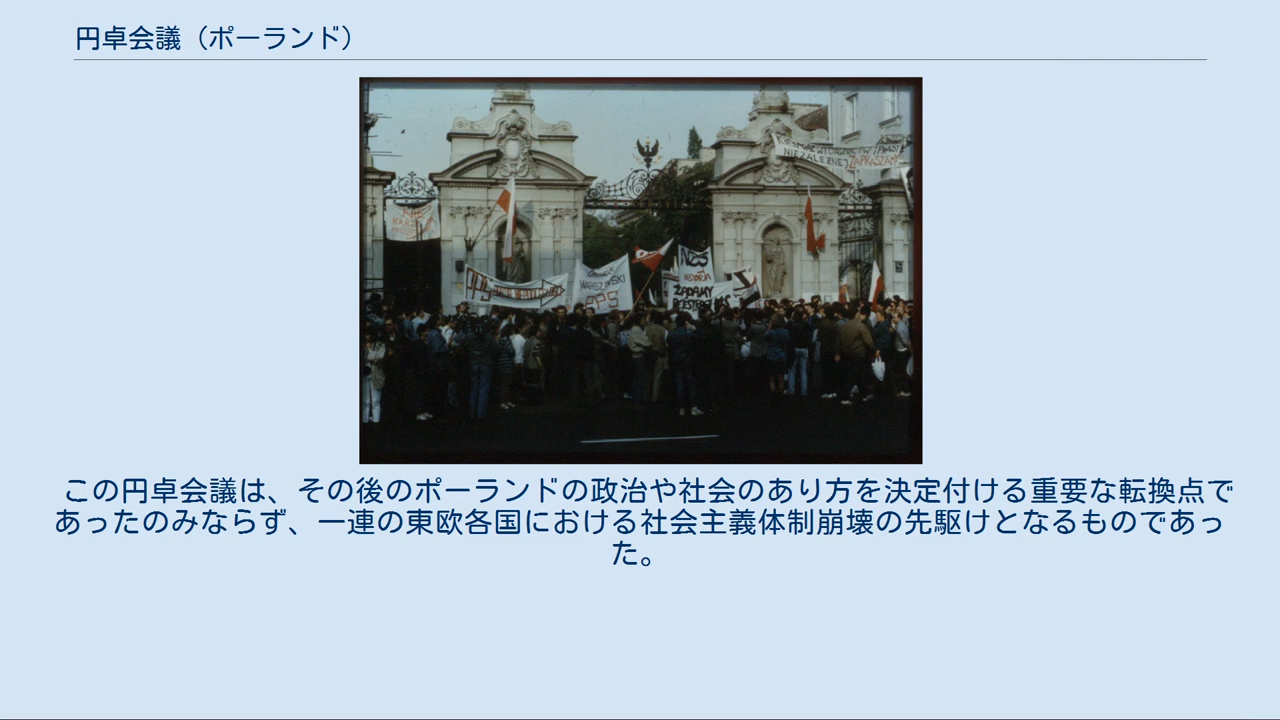 円卓会議（ポーランド）
NIEZALEŻNEJ ZAPRASZAMY
NZS
ŻĄDAMY
PPS
この円卓会議は、その後のポーランドの政治や社会のあり方を決定付ける重要な転換点で
あったのみならず、一連の東欧各国における社会主義体制崩壊の先駆けとなるものであっ
た。